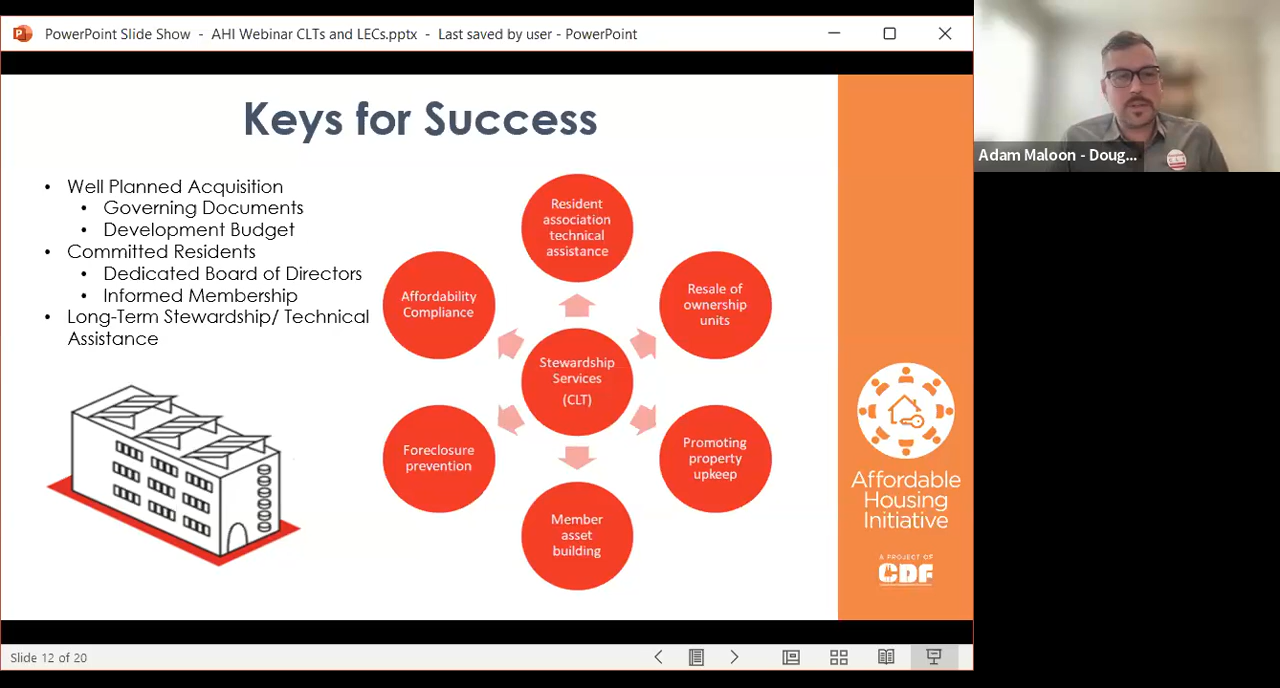 PowerPoint Slide Show - AHI Webinar CLTs and LECs.pptx - Last saved by user - PowerPoint
Adam Maloon - Doug...
Keys for Success
• Well Planned Acquisition
• Governing Documents
• Development Budget
• Committed Residents
• Dedicated Board of Directors
• Informed Membership
• Long-Term Stewardship/ Technical
Assistance
Resident
association
technical
assistance
Affordability
Compliance
Resale of
ownership
units
Stewardship
Services
(CLT)
Foreclosure
prevention
Promoting
property
upkeep
Member
asset
building
Affordable
Housing
Initiative
A PROJECT OF
CDF
Slide 12 of 20